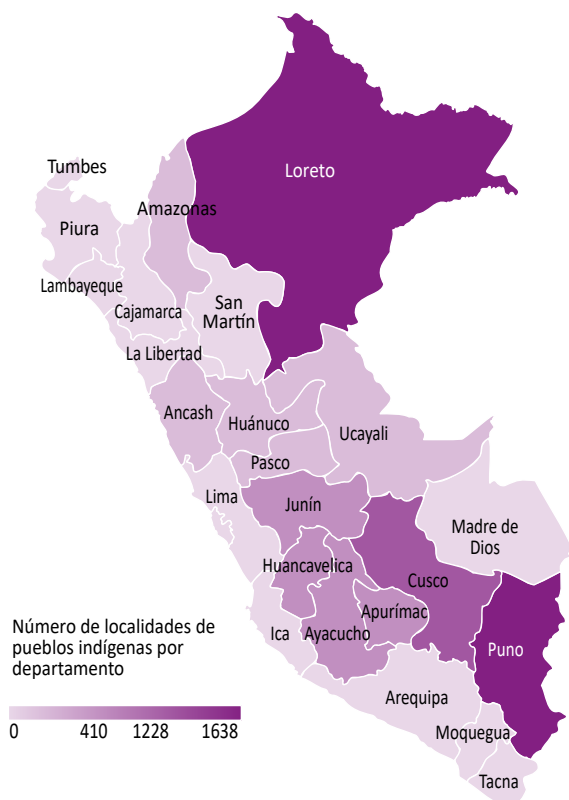 Loreto
Tumbes
Amazonas
Piura
Lambayeque
San
Martín
Cajamarca
La Libertad
Ancash
Huánuco
Ucayali
Pasco
Lima
Junín
Madre de
Dios
Huancavelica
Cusco
Apurímac
Ica
Ayacucho
Puno
Arequipa
Moquegua
Tacna
Número de localidades de
pueblos indígenas por
departamento
0 410 1228 1638